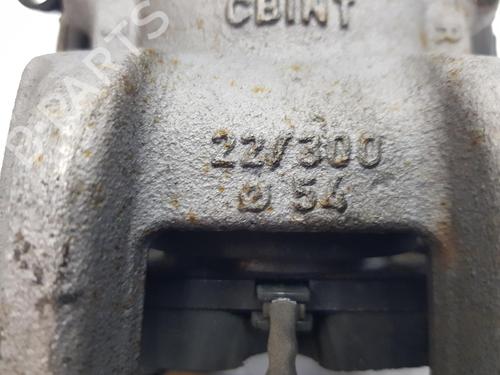 CBINT
R
22/300
⌀ 54
B-PARTS